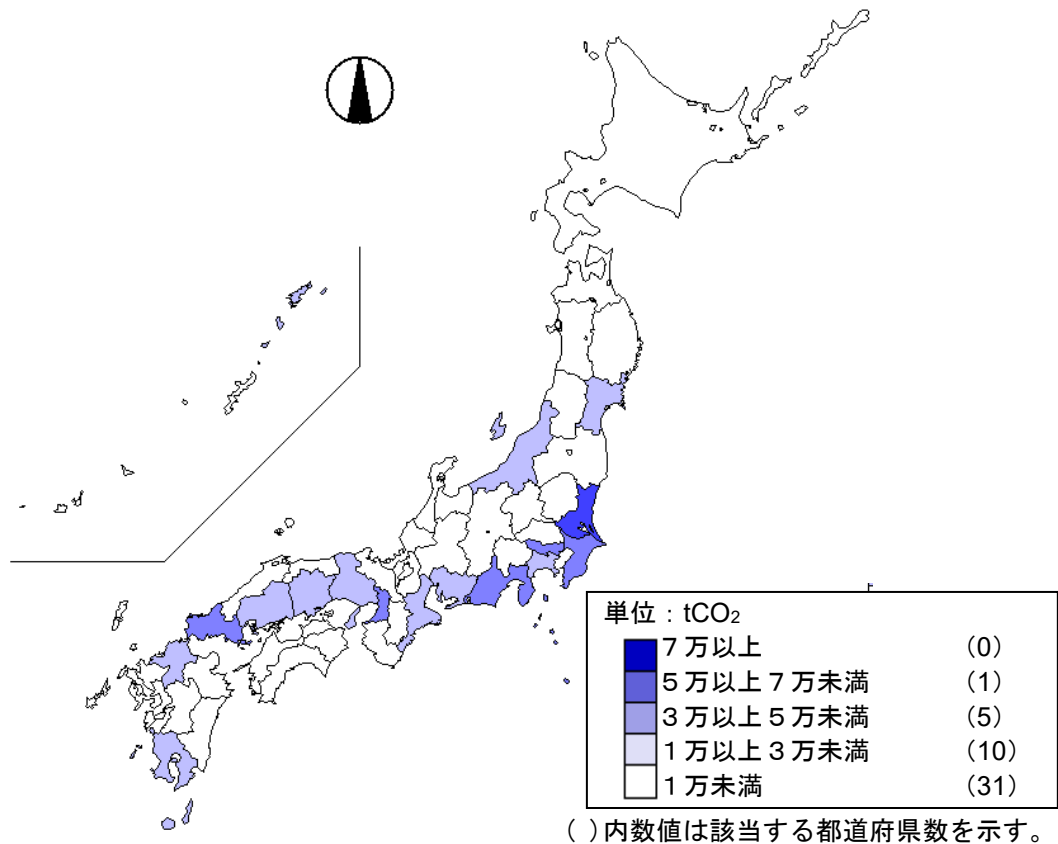 単位：tCO₂
７万以上 （0）
５万以上７万未満 （1）
３万以上５万未満 （5）
１万以上３万未満 （10）
１万未満 （31）
（ ）内数値は該当する都道府県数を示す。